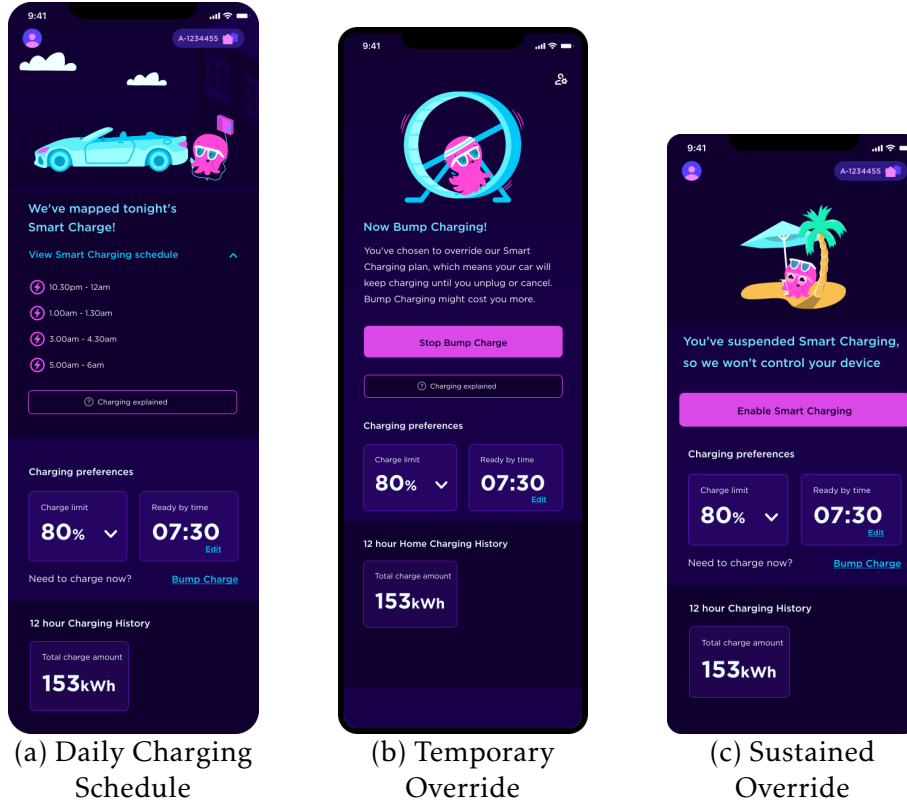 9:41
A-1234455
We've mapped tonight's
Smart Charge!
View Smart Charging schedule
10.30pm - 12am
1.00am - 1.30am
3.00am - 4.30am
5.00am - 6am
? Charging explained
Charging preferences
Charge limit
80%
Ready by time
07:30
Edit
Need to charge now?
Bump Charge
12 hour Charging History
Total charge amount
153kWh
(a) Daily Charging
Schedule
9:41
Now Bump Charging!
You've chosen to override our Smart
Charging plan, which means your car will
keep charging until you unplug or cancel.
Bump Charging might cost you more.
Stop Bump Charge
? Charging explained
Charging preferences
Charge limit
80%
Ready by time
07:30
Edit
12 hour Home Charging History
Total charge amount
153kWh
(b) Temporary
Override
9:41
A-1234455
You've suspended Smart Charging,
so we won't control your device
Enable Smart Charging
Charging preferences
Charge limit
80%
Ready by time
07:30
Edit
Need to charge now?
Bump Charge
12 hour Charging History
Total charge amount
153kWh
(c) Sustained
Override